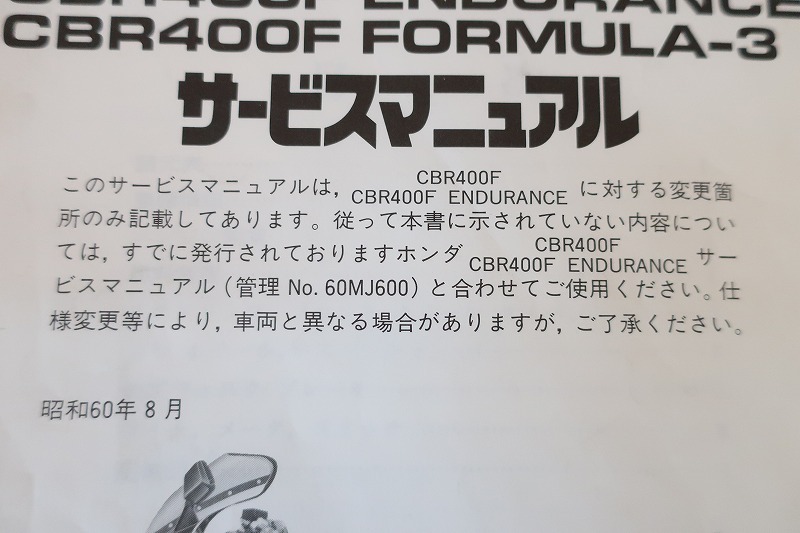 CBR400F ENDURANCE
CBR400F FORMULA-3
サービスマニュアル
このサービスマニュアルは, CBR400F CBR400F ENDURANCE に対する変更箇
所のみ記載してあります。従って本書に示されていない内容につい
ては, すでに発行されておりますホンダ CBR400F CBR400F ENDURANCE サー
ビスマニュアル (管理 No. 60MJ600) と合わせてご使用ください。仕
様変更等により, 車両と異なる場合がありますが, ご了承ください。
昭和60年 8 月